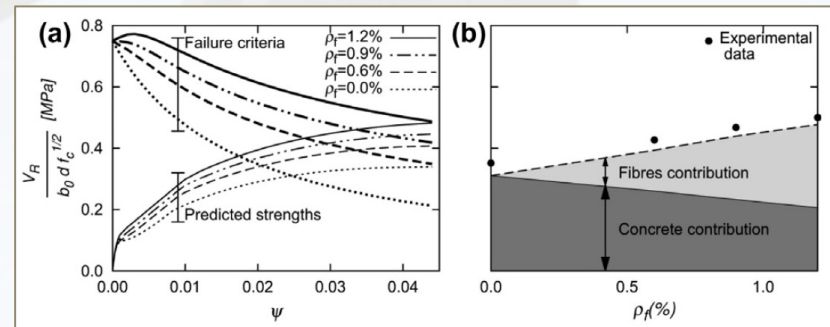 (a)
Failure criteria
ρf=1.2%
ρf=0.9%
ρf=0.6%
ρf=0.0%
Predicted strengths
0.8
0.6
0.4
0.2
0.0
VR
b0 d fc1/2
[MPa]
0.00
0.01
0.02
0.03
0.04
ψ
(b)
Experimental
data
Fibres contribution
Concrete contribution
0.0
0.5
1.0
ρf(%)